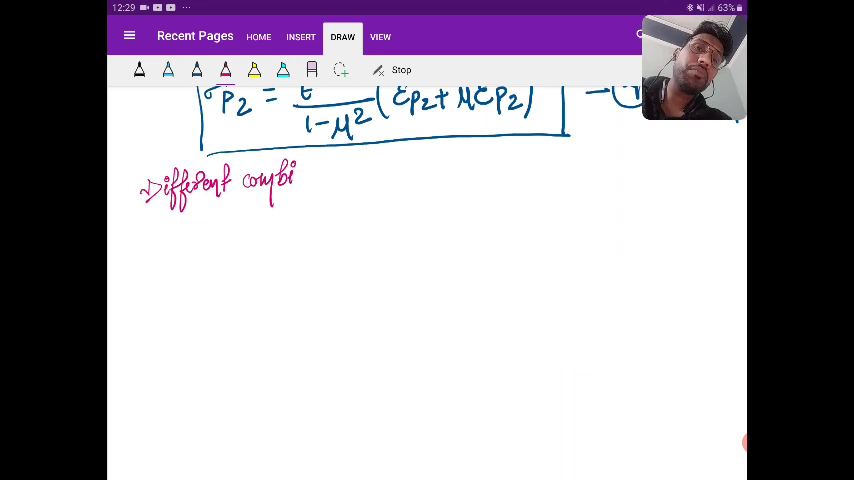 12:29 63%
Recent Pages HOME INSERT DRAW VIEW
Stop
σP2 = E/1-μ² (εP2 + μεP2)
Different combi